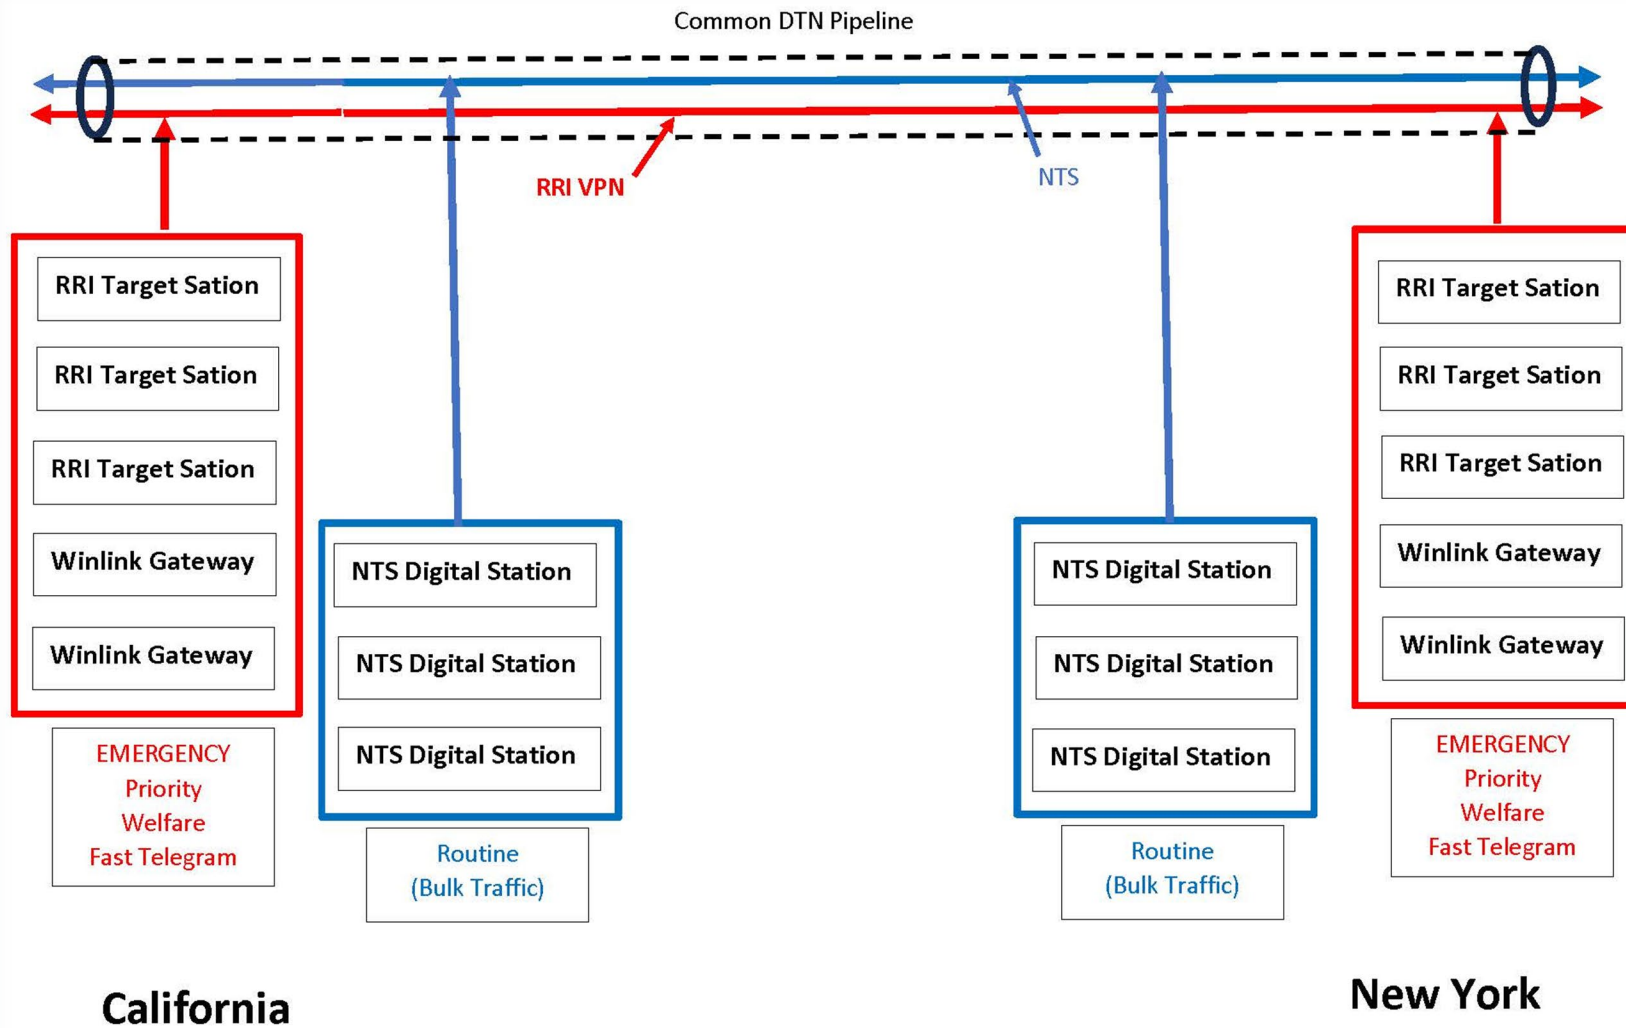 Common DTN Pipeline
RRI VPN
NTS
RRI Target Sation
RRI Target Sation
RRI Target Sation
Winlink Gateway
Winlink Gateway
EMERGENCY
Priority
Welfare
Fast Telegram
NTS Digital Station
NTS Digital Station
NTS Digital Station
Routine
(Bulk Traffic)
NTS Digital Station
NTS Digital Station
NTS Digital Station
Routine
(Bulk Traffic)
RRI Target Sation
RRI Target Sation
RRI Target Sation
Winlink Gateway
Winlink Gateway
EMERGENCY
Priority
Welfare
Fast Telegram
California
New York